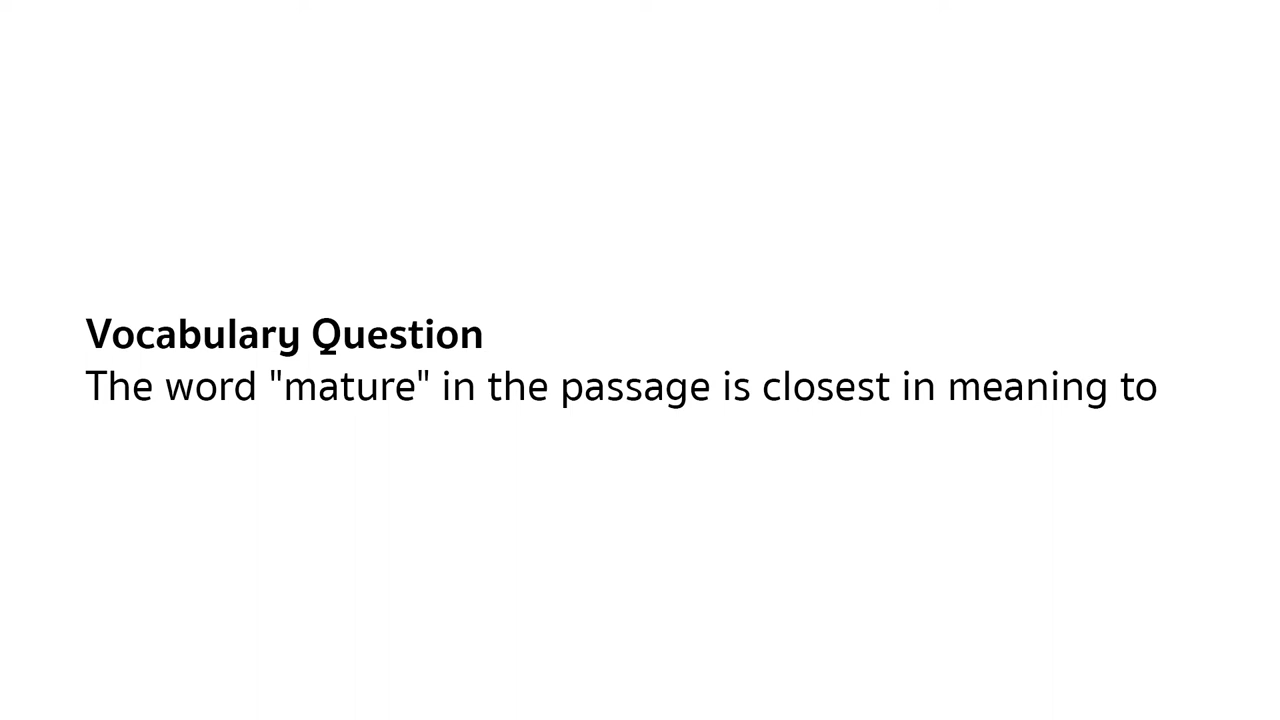 Vocabulary Question
The word "mature" in the passage is closest in meaning to